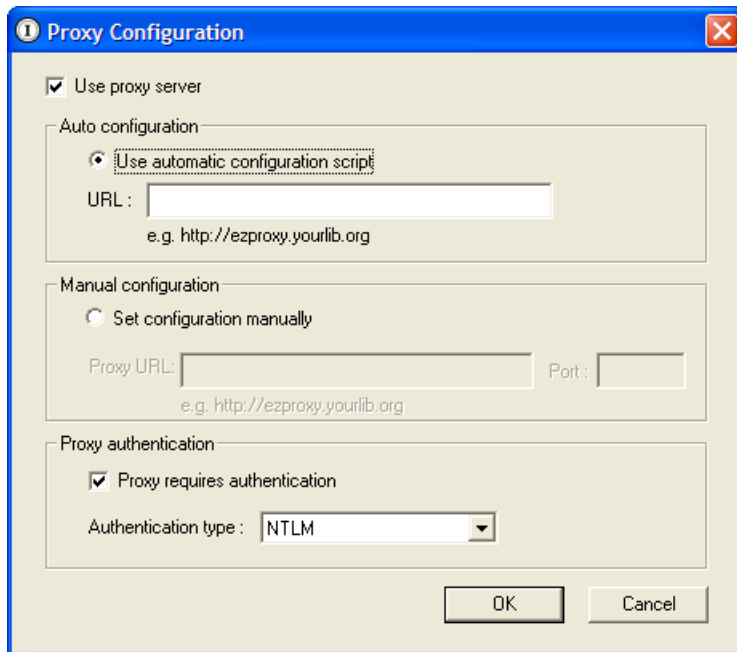 Proxy Configuration
Use proxy server
Auto configuration
Use automatic configuration script
URL :
e.g. http://ezproxy.yourlib.org
Manual configuration
Set configuration manually
Proxy URL: Port :
e.g. http://ezproxy.yourlib.org
Proxy authentication
Proxy requires authentication
Authentication type : NTLM
OK Cancel